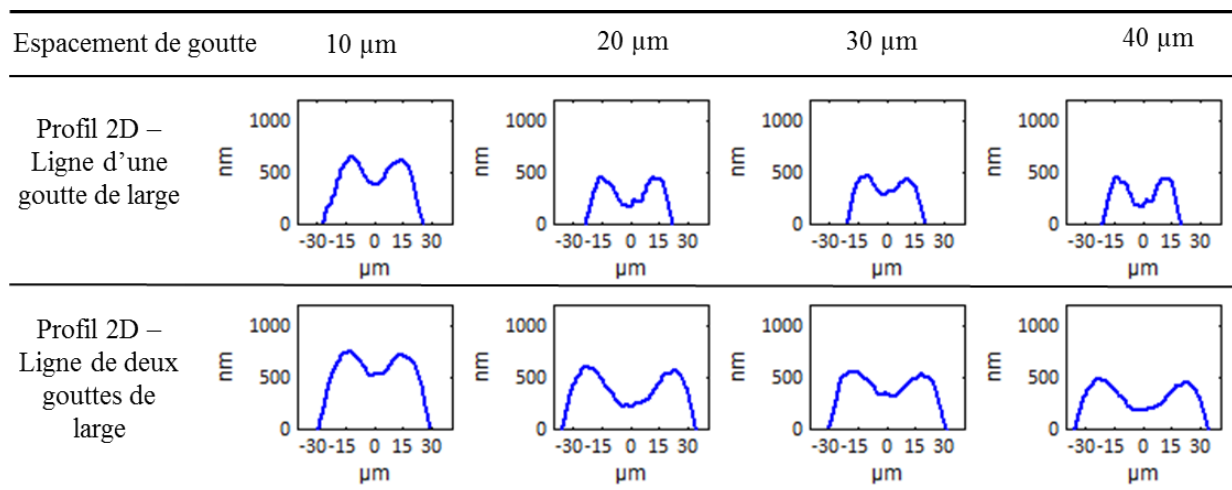 Espacement de goutte 10 µm 20 µm 30 µm 40 µm
Profil 2D –
Ligne d’une
goutte de large
1000
500
0
nm
-30 -15 0 15 30
µm
1000
500
0
nm
-30 -15 0 15 30
µm
1000
500
0
nm
-30 -15 0 15 30
µm
1000
500
0
nm
-30 -15 0 15 30
µm
Profil 2D –
Ligne de deux
gouttes de
large
1000
500
0
nm
-30 -15 0 15 30
µm
1000
500
0
nm
-30 -15 0 15 30
µm
1000
500
0
nm
-30 -15 0 15 30
µm
1000
500
0
nm
-30 -15 0 15 30
µm